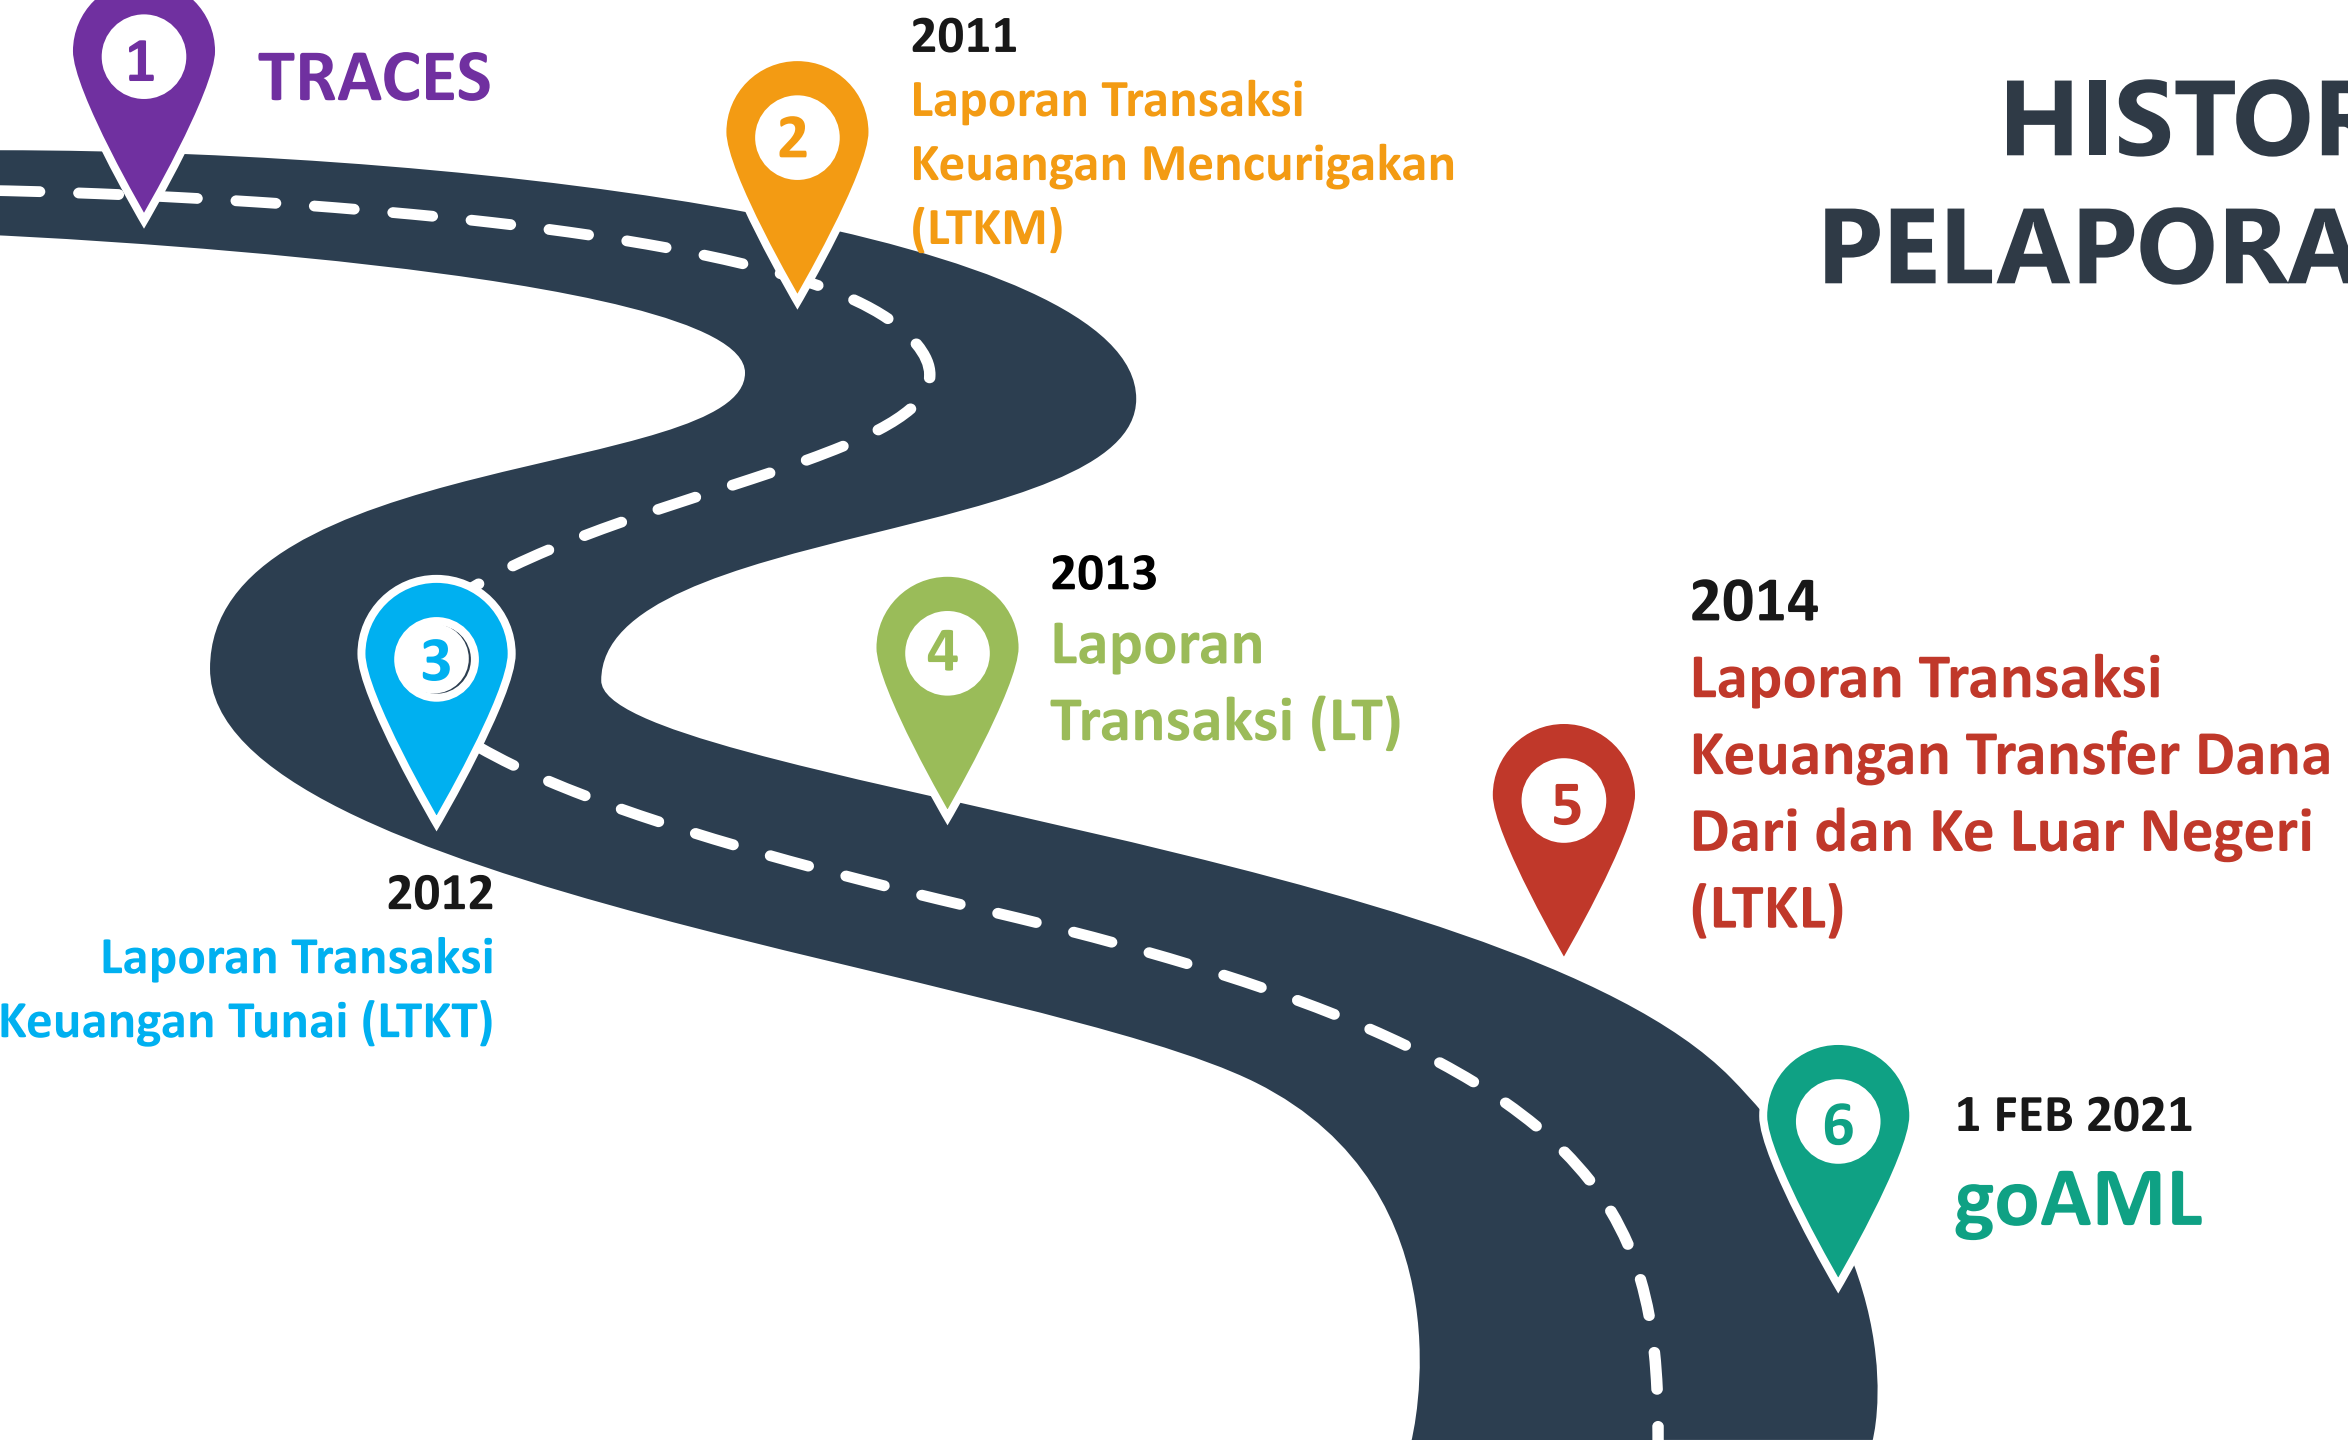 1
TRACES
2
2011
Laporan Transaksi
Keuangan Mencurigakan
(LTKM)
HISTOR
PELAPORA
3
2012
Laporan Transaksi
Keuangan Tunai (LTKT)
4
2013
Laporan
Transaksi (LT)
5
2014
Laporan Transaksi
Keuangan Transfer Dana
Dari dan Ke Luar Negeri
(LTKL)
6
1 FEB 2021
goAML